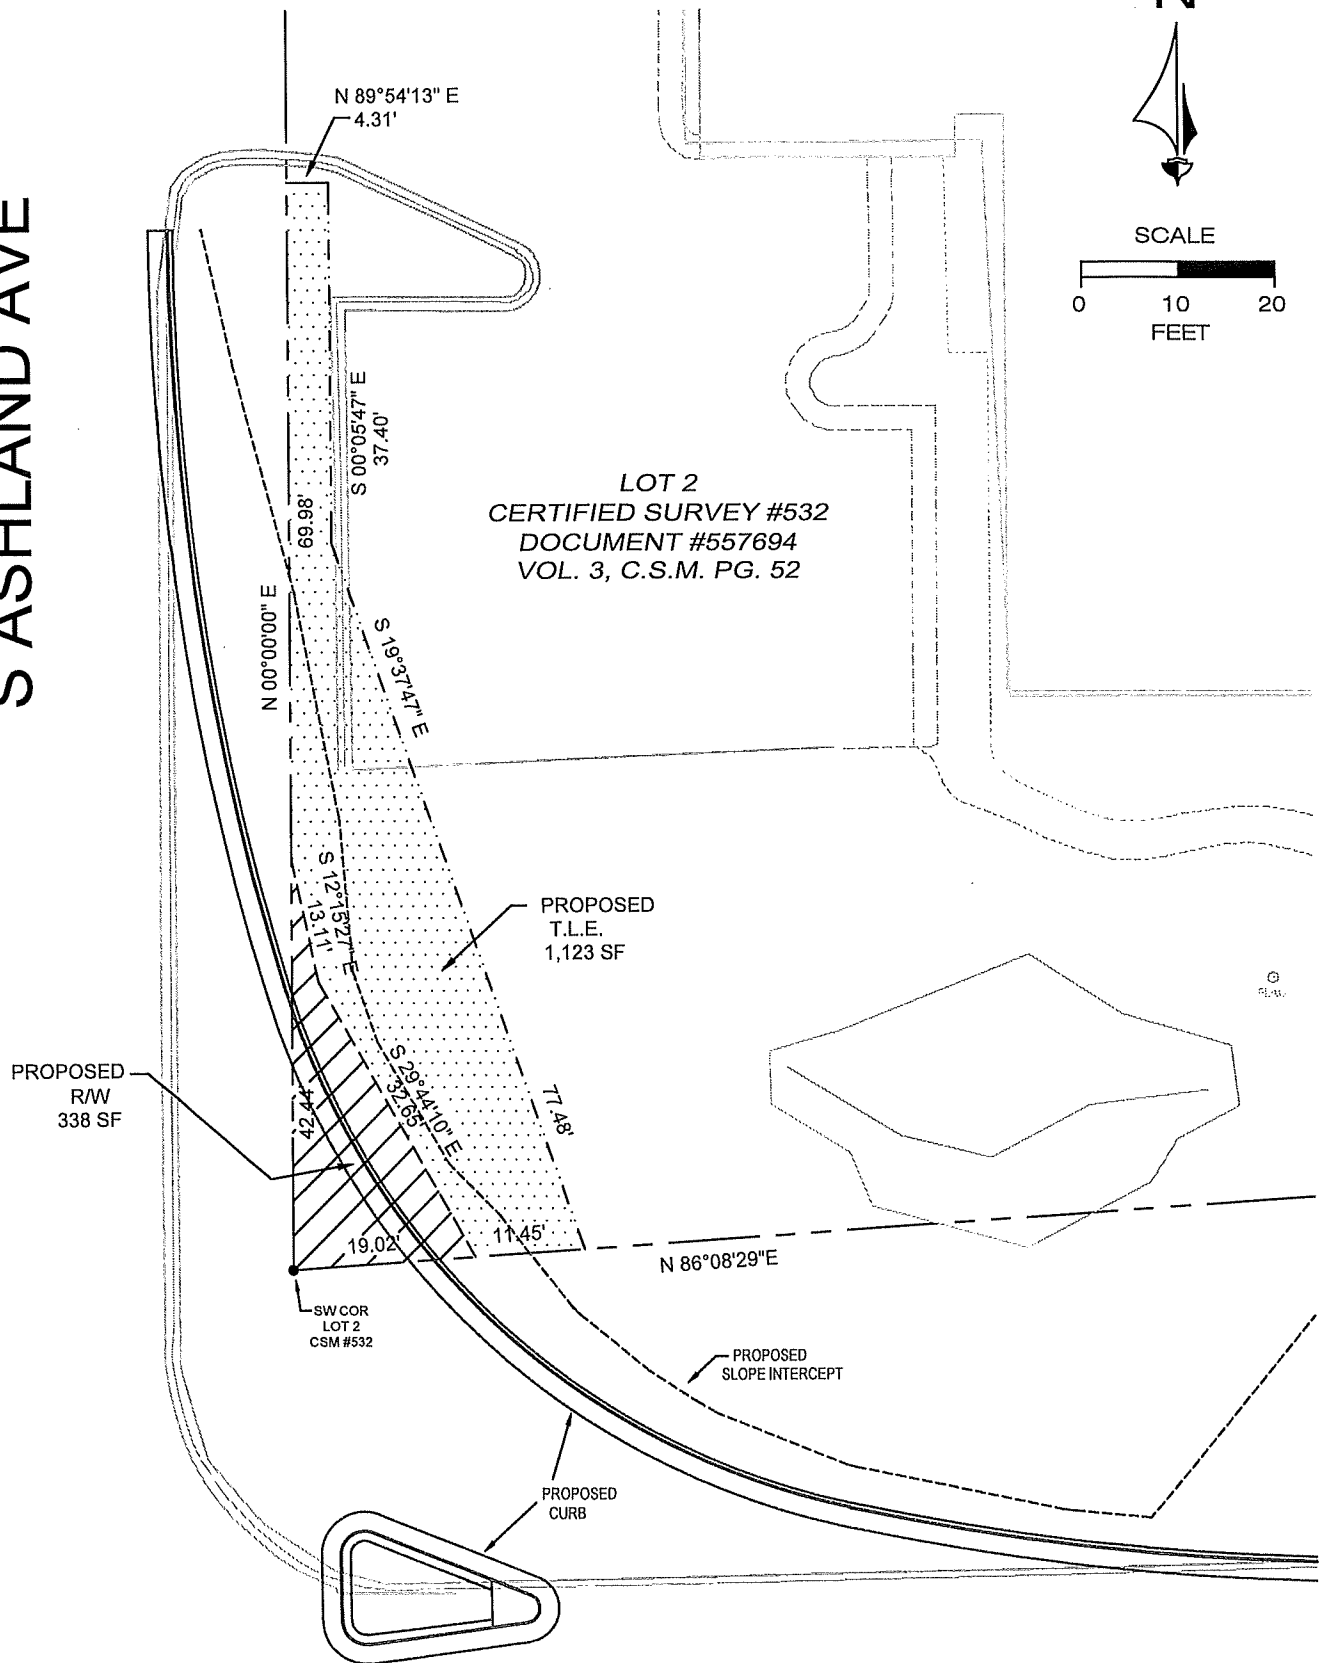 N
N 89°54'13" E
4.31'
S ASHLAND AVE
SCALE
0 10 20
FEET
S 00°05'47" E
37.40'
LOT 2
CERTIFIED SURVEY #532
DOCUMENT #557694
VOL. 3, C.S.M. PG. 52
69.98'
N 00°00'00" E
S 19°37'47" E
S 12°15'27" E
13.11'
PROPOSED
T.L.E.
1,123 SF
PROPOSED
R/W
338 SF
42.44'
S 29°44'10" E
32.65'
77.48'
19.02'
11.45'
N 86°08'29"E
SW COR
LOT 2
CSM #532
PROPOSED
SLOPE INTERCEPT
PROPOSED
CURB